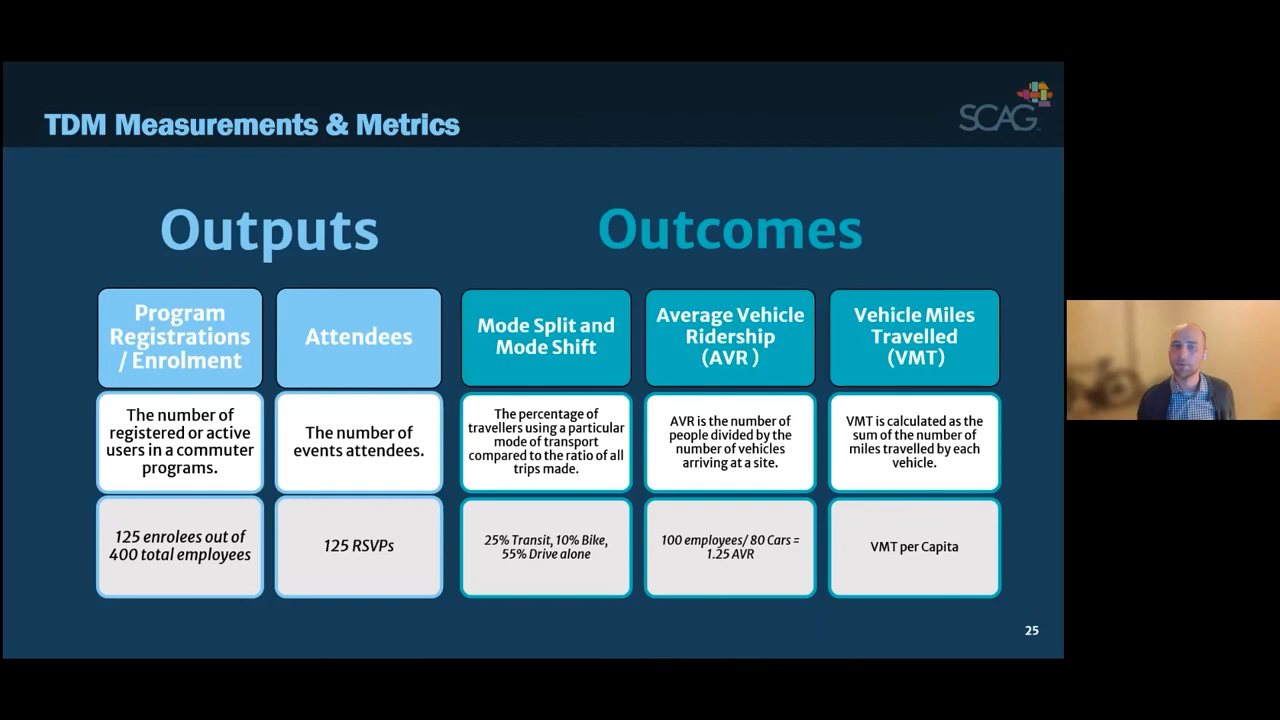 TDM Measurements & Metrics
SCAG
Outputs
Outcomes
Program
Registrations
/ Enrolment
Attendees
Mode Split and
Mode Shift
Average Vehicle
Ridership
(AVR )
Vehicle Miles
Travelled
(VMT)
The number of
registered or active
users in a commuter
programs.
The number of
events attendees.
The percentage of
travellers using a particular
mode of transport
compared to the ratio of all
trips made.
AVR is the number of
people divided by the
number of vehicles
arriving at a site.
VMT is calculated as the
sum of the number of
miles travelled by each
vehicle.
125 enrolees out of
400 total employees
125 RSVPs
25% Transit, 10% Bike,
55% Drive alone
100 employees/ 80 Cars =
1.25 AVR
VMT per Capita
25